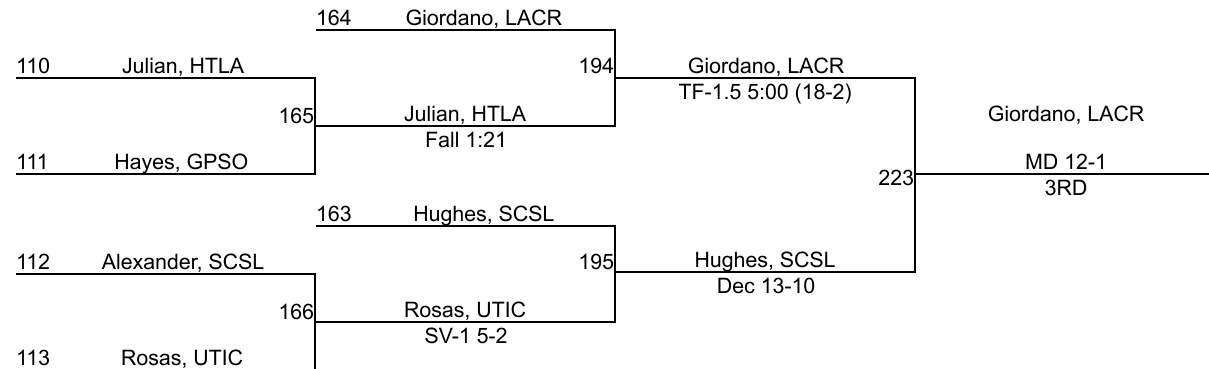 164 Giordano, LACR
110 Julian, HTLA
194 Giordano, LACR
TF-1.5 5:00 (18-2)
165 Julian, HTLA
Fall 1:21
Giordano, LACR
111 Hayes, GPSO
MD 12-1
223
3RD
163 Hughes, SCSL
112 Alexander, SCSL
195 Hughes, SCSL
Dec 13-10
166 Rosas, UTIC
SV-1 5-2
113 Rosas, UTIC